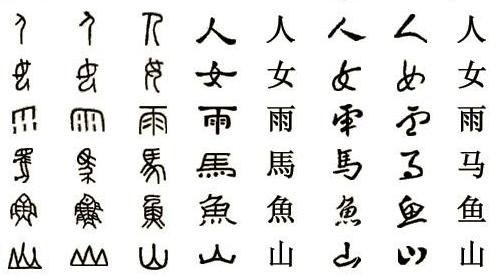 人 人 人 人 人 人 人 人
女 女 女 女 女 女 女 女
雨 雨 雨 雨 雨 雨 雨 雨
馬 馬 馬 馬 馬 馬 馬 马
魚 魚 魚 魚 魚 魚 魚 鱼
山 山 山 山 山 山 山 山